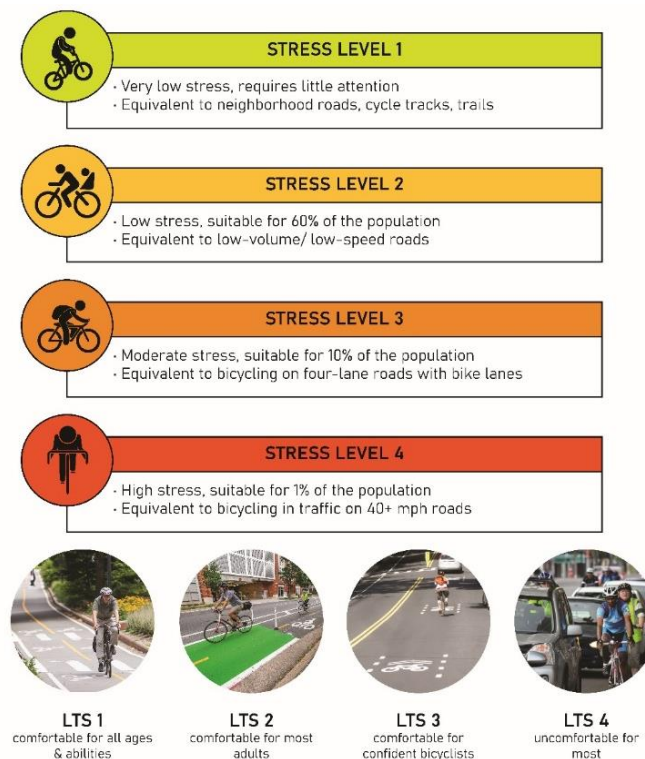 STRESS LEVEL 1
· Very low stress, requires little attention
· Equivalent to neighborhood roads, cycle tracks, trails
STRESS LEVEL 2
· Low stress, suitable for 60% of the population
· Equivalent to low-volume/ low-speed roads
STRESS LEVEL 3
· Moderate stress, suitable for 10% of the population
· Equivalent to bicycling on four-lane roads with bike lanes
STRESS LEVEL 4
· High stress, suitable for 1% of the population
· Equivalent to bicycling in traffic on 40+ mph roads
LTS 1
comfortable for all ages
& abilities
LTS 2
comfortable for most
adults
LTS 3
comfortable for
confident bicyclists
LTS 4
uncomfortable for
most